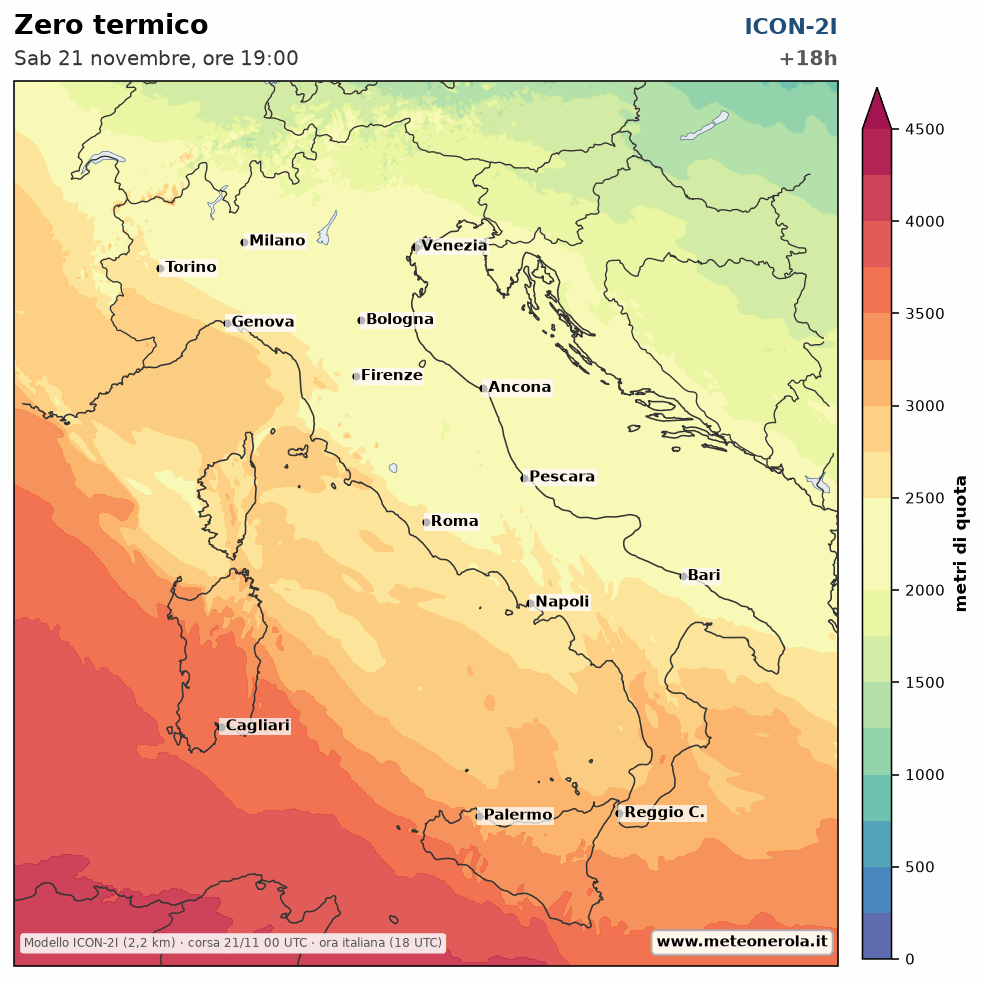 Zero termico
ICON-2I
Sab 21 novembre, ore 19:00
+18h
4500
4000
3500
3000
2500
2000
1500
1000
500
0
metri di quota
Milano
Venezia
Torino
Genova
Bologna
Firenze
Ancona
Pescara
Roma
Bari
Napoli
Cagliari
Palermo
Reggio C.
Modello ICON-2I (2,2 km) · corsa 21/11 00 UTC · ora italiana (18 UTC)
www.meteonerola.it